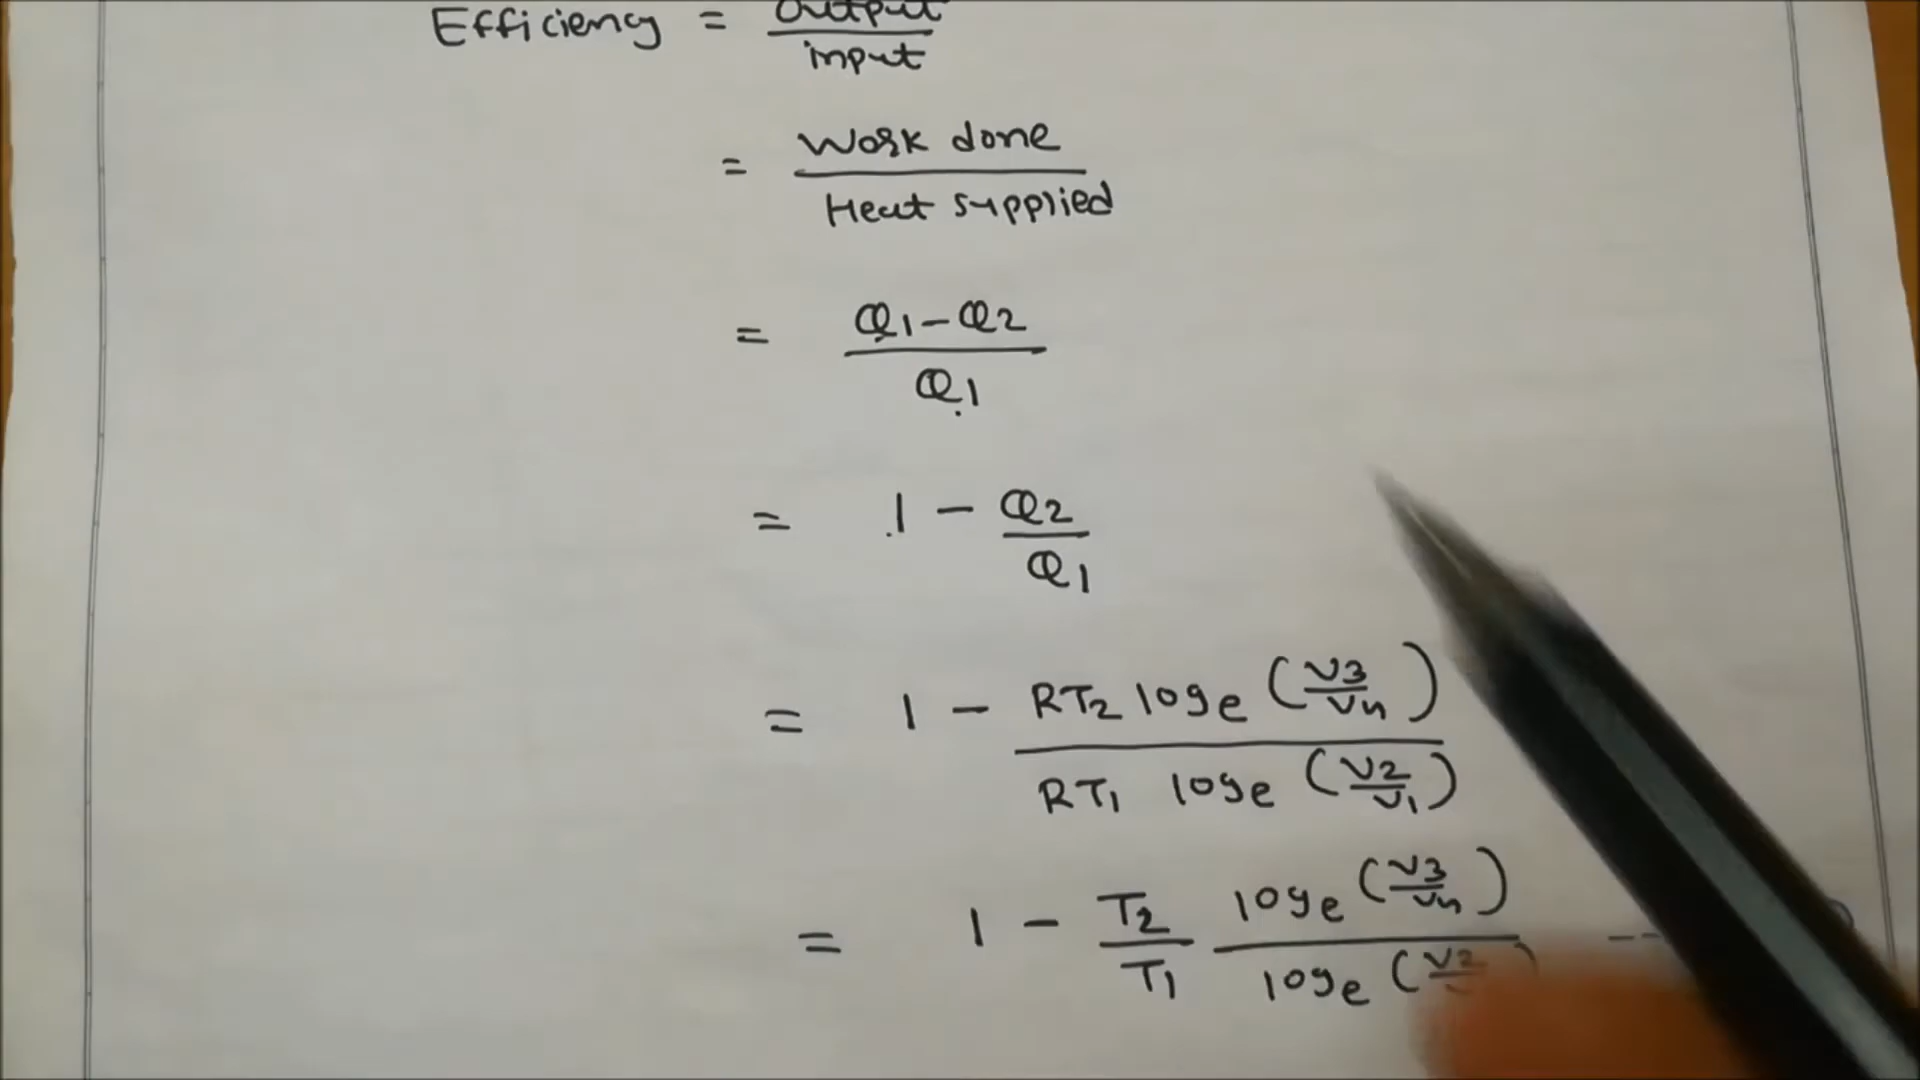 Efficiency = Output / input
= Work done / Heat supplied
= Q1-Q2 / Q1
= 1 - Q2 / Q1
= 1 - RT2 loge (V3/V4) / RT1 loge (V2/V1)
= 1 - T2/T1 loge (V3/V4) / loge (V2